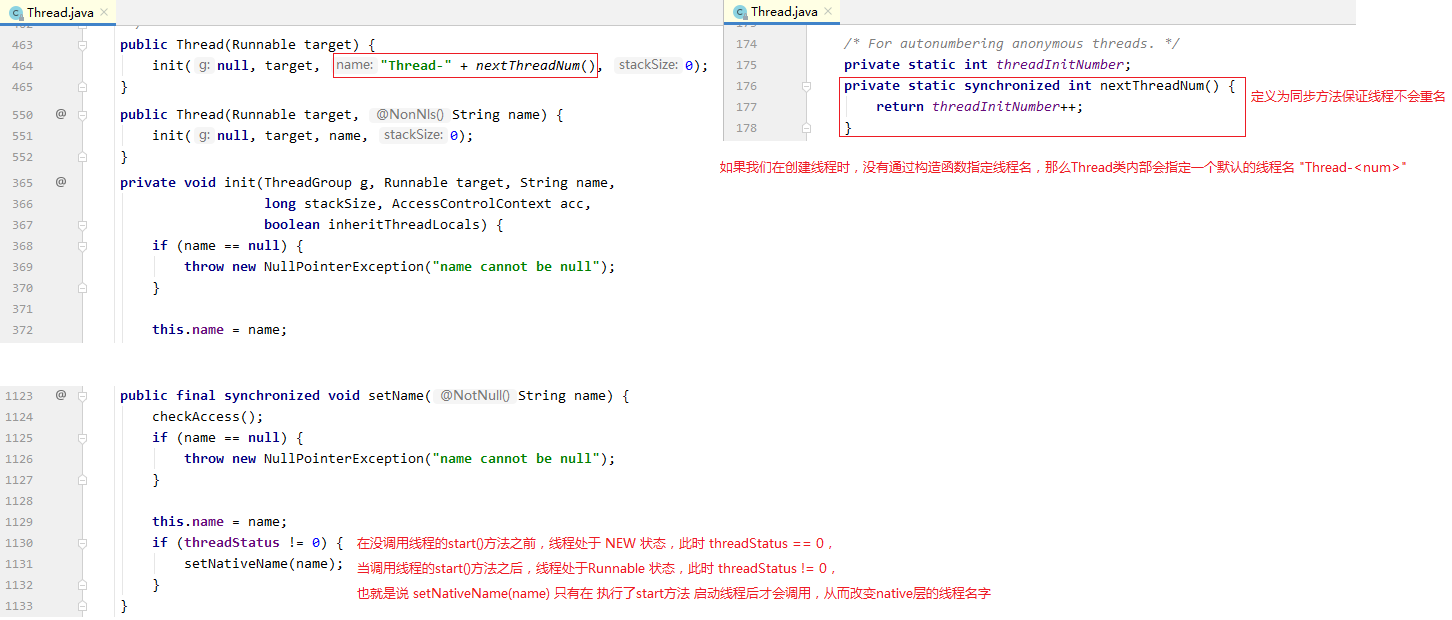 Thread.java ×
463 public Thread(Runnable target) {
464 init( g: null, target, name: "Thread-" + nextThreadNum(), stackSize: 0);
465 }
550 @ public Thread(Runnable target, @NonNls() String name) {
551 init( g: null, target, name, stackSize: 0);
552 }
365 @ private void init(ThreadGroup g, Runnable target, String name,
366 long stackSize, AccessControlContext acc,
367 boolean inheritThreadLocals) {
368 if (name == null) {
369 throw new NullPointerException("name cannot be null");
370 }
371
372 this.name = name;
Thread.java ×
174 /* For autonumbering anonymous threads. */
175 private static int threadInitNumber;
176 private static synchronized int nextThreadNum() {
177 return threadInitNumber++;
178 }
定义为同步方法保证线程不会重名
如果我们在创建线程时，没有通过构造函数指定线程名，那么Thread类内部会指定一个默认的线程名 "Thread-<num>"
1123 @ public final synchronized void setName( @NotNull() String name) {
1124 checkAccess();
1125 if (name == null) {
1126 throw new NullPointerException("name cannot be null");
1127 }
1128
1129 this.name = name;
1130 if (threadStatus != 0) { 在没调用线程的start()方法之前，线程处于 NEW 状态，此时 threadStatus == 0，
1131 setNativeName(name); 当调用线程的start()方法之后，线程处于Runnable 状态，此时 threadStatus != 0，
1132 } 也就是说 setNativeName(name) 只有在 执行了start方法 启动线程后才会调用，从而改变native层的线程名字
1133 }